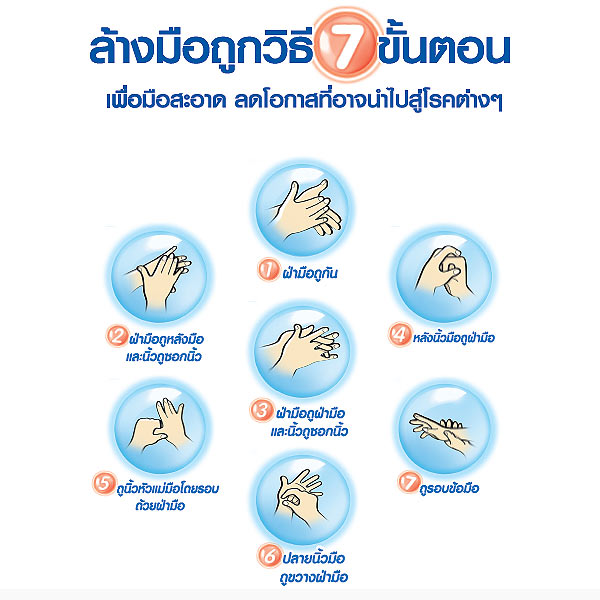 ล้างมือถูกวิธี 7 ขั้นตอน
เพื่อมือสะอาด ลดโอกาสที่อาจนำไปสู่โรคต่างๆ
1 ฝ่ามือถูกัน
2 ฝ่ามือถูหลังมือ
และนิ้วถูซอกนิ้ว
3 ฝ่ามือถูฝ่ามือ
และนิ้วถูซอกนิ้ว
4 หลังนิ้วมือถูฝ่ามือ
5 ถูนิ้วหัวแม่มือโดยรอบ
ด้วยฝ่ามือ
6 ปลายนิ้วมือ
ถูขวางฝ่ามือ
7 ถูรอบข้อมือ